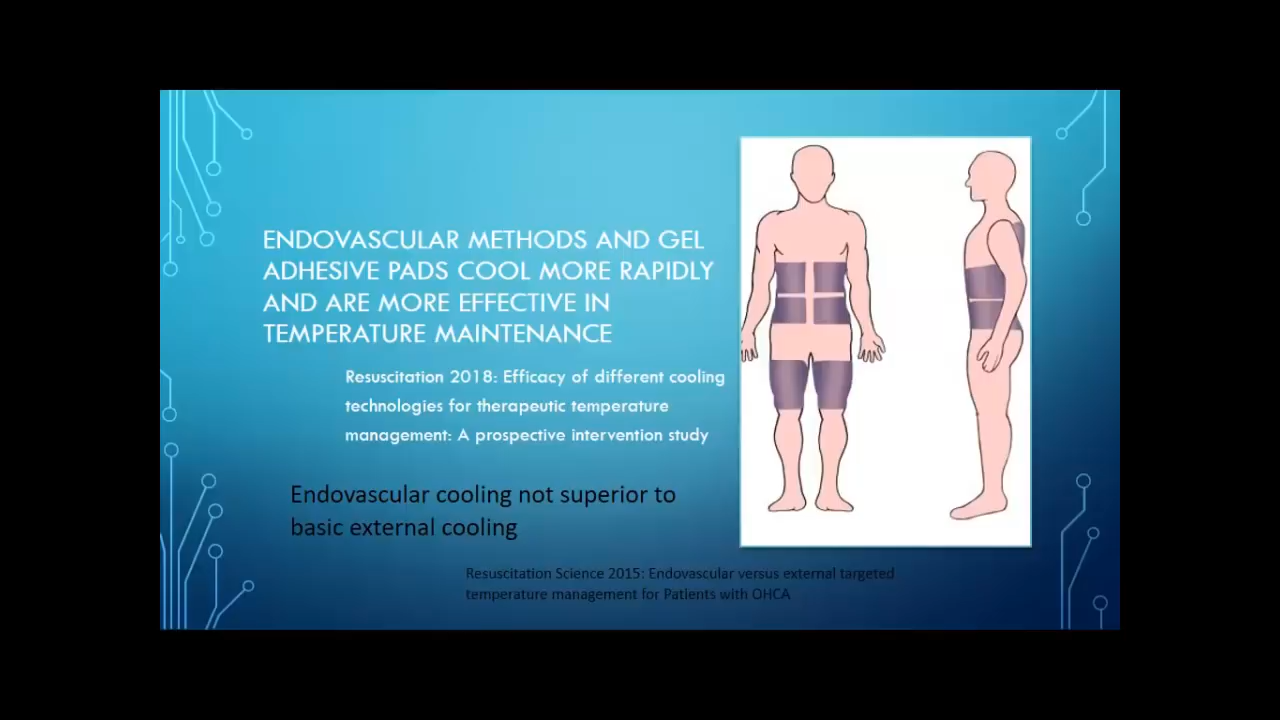 ENDOVASCULAR METHODS AND GEL
ADHESIVE PADS COOL MORE RAPIDLY
AND ARE MORE EFFECTIVE IN
TEMPERATURE MAINTENANCE
Resuscitation 2018: Efficacy of different cooling
technologies for therapeutic temperature
management: A prospective intervention study
Endovascular cooling not superior to
basic external cooling
Resuscitation Science 2015: Endovascular versus external targeted
temperature management for Patients with OHCA